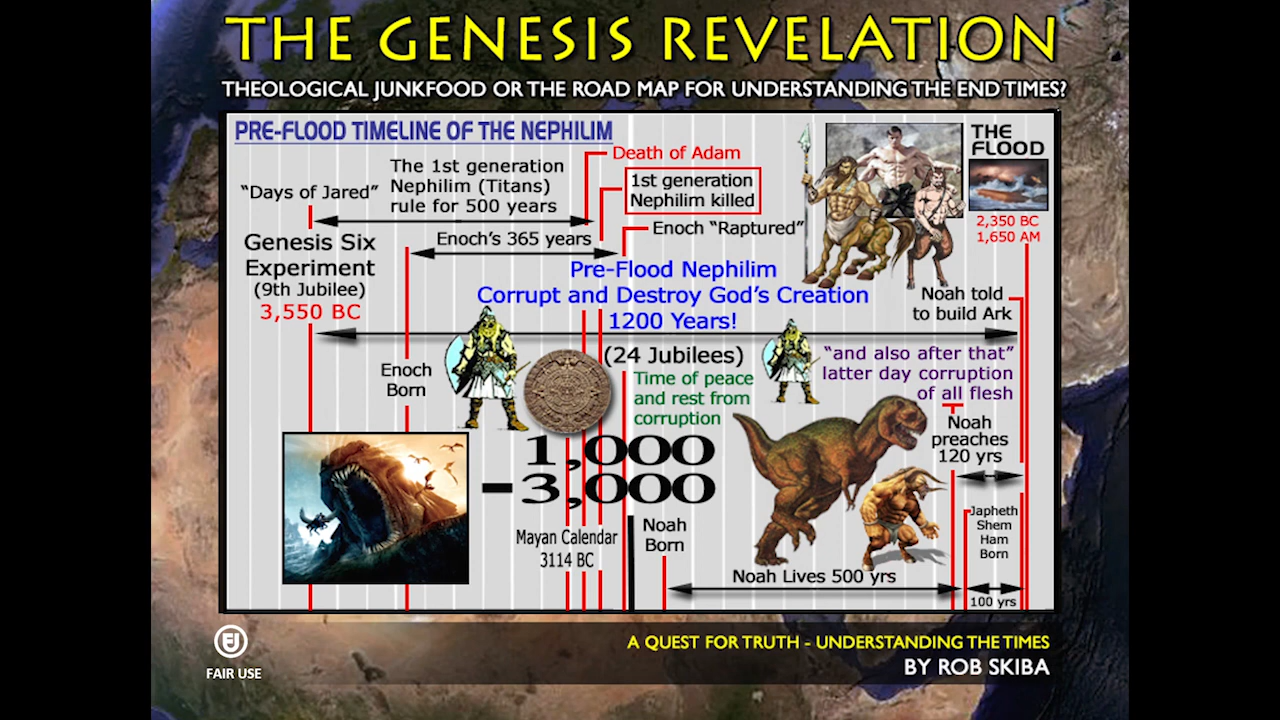 THE GENESIS REVELATION
THEOLOGICAL JUNKFOOD OR THE ROAD MAP FOR UNDERSTANDING THE END TIMES?
PRE-FLOOD TIMELINE OF THE NEPHILIM
"Days of Jared"
The 1st generation
Nephilim (Titans)
rule for 500 years
Death of Adam
1st generation
Nephilim killed
Enoch "Raptured"
Enoch's 365 years
THE
FLOOD
2,350 BC
1,650 AM
Genesis Six
Experiment
(9th Jubilee)
3,550 BC
Pre-Flood Nephilim
Corrupt and Destroy God's Creation
1200 Years!
(24 Jubilees)
Noah told
to build Ark
Enoch
Born
Time of peace
and rest from
corruption
"and also after that"
latter day corruption
of all flesh
Noah
preaches
120 yrs
1,000
-3,000
Mayan Calendar
3114 BC
Noah
Born
Japheth
Shem
Ham
Born
Noah Lives 500 yrs
100 yrs
FJ
FAIR USE
A QUEST FOR TRUTH - UNDERSTANDING THE TIMES
BY ROB SKIBA